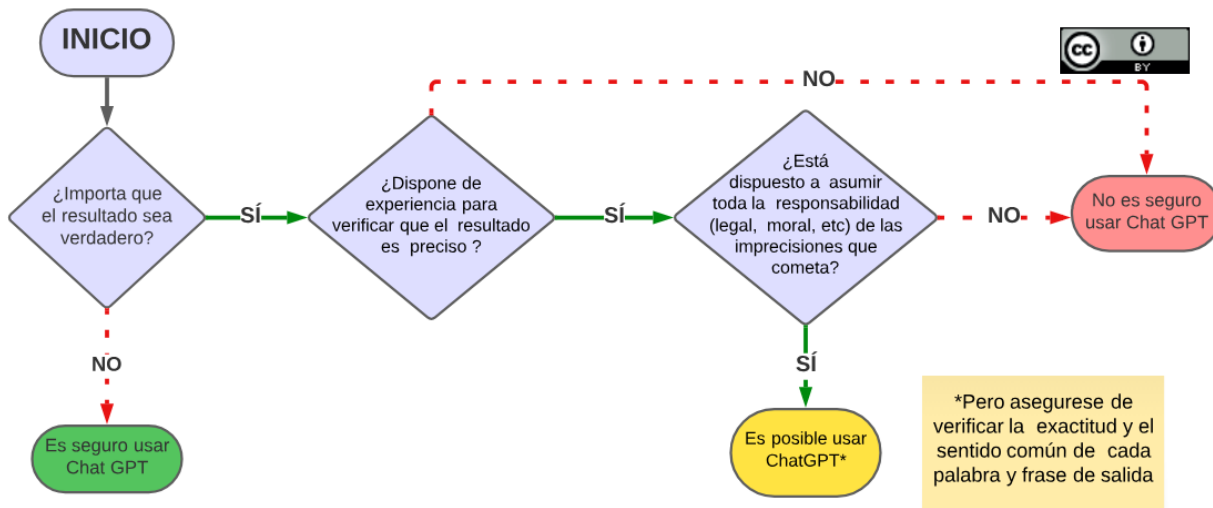 INICIO
¿Importa que
el resultado sea
verdadero?
SÍ
NO
Es seguro usar
Chat GPT
¿Dispone de
experiencia para
verificar que el resultado
es preciso ?
SÍ
NO
¿Está
dispuesto a asumir
toda la responsabilidad
(legal, moral, etc) de las
imprecisiones que
cometa?
NO
No es seguro
usar Chat GPT
SÍ
Es posible usar
ChatGPT*
*Pero asegurese de
verificar la exactitud y el
sentido común de cada
palabra y frase de salida
cc
BY